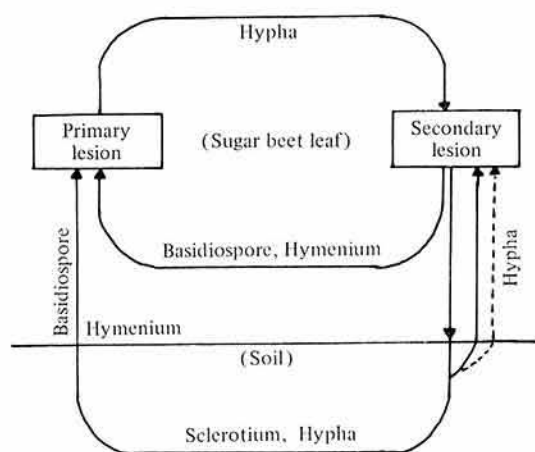 Hypha
Primary
lesion
(Sugar beet leaf)
Secondary
lesion
Basidiospore, Hymenium
Basidiospore
Hypha
Hymenium
(Soil)
Sclerotium, Hypha